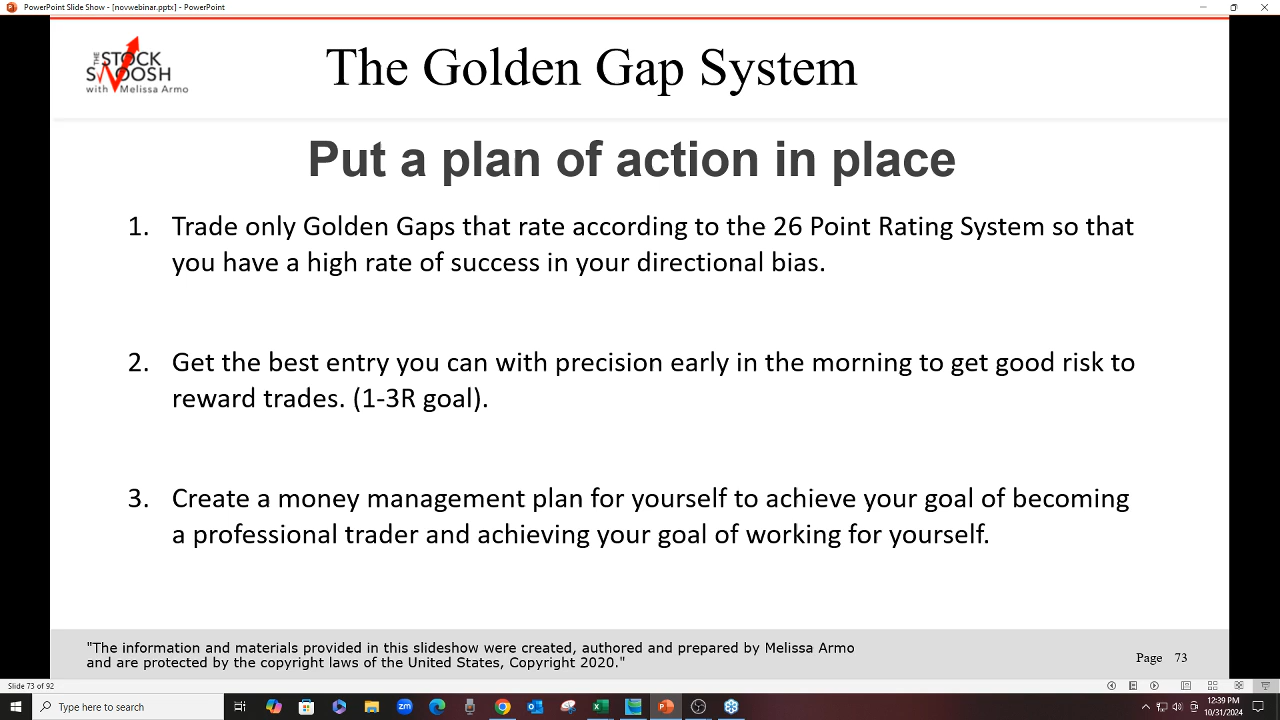 PowerPoint Slide Show - [novwebinar.pptx] - PowerPoint
THE
STOCK
SWOOSH
with Melissa Armo
The Golden Gap System
Put a plan of action in place
1. Trade only Golden Gaps that rate according to the 26 Point Rating System so that
you have a high rate of success in your directional bias.
2. Get the best entry you can with precision early in the morning to get good risk to
reward trades. (1-3R goal).
3. Create a money management plan for yourself to achieve your goal of becoming
a professional trader and achieving your goal of working for yourself.
"The information and materials provided in this slideshow were created, authored and prepared by Melissa Armo
and are protected by the copyright laws of the United States, Copyright 2020."
Page 73
Slide 73 of 92
Type here to search
zm
12:39 PM
10/31/2024